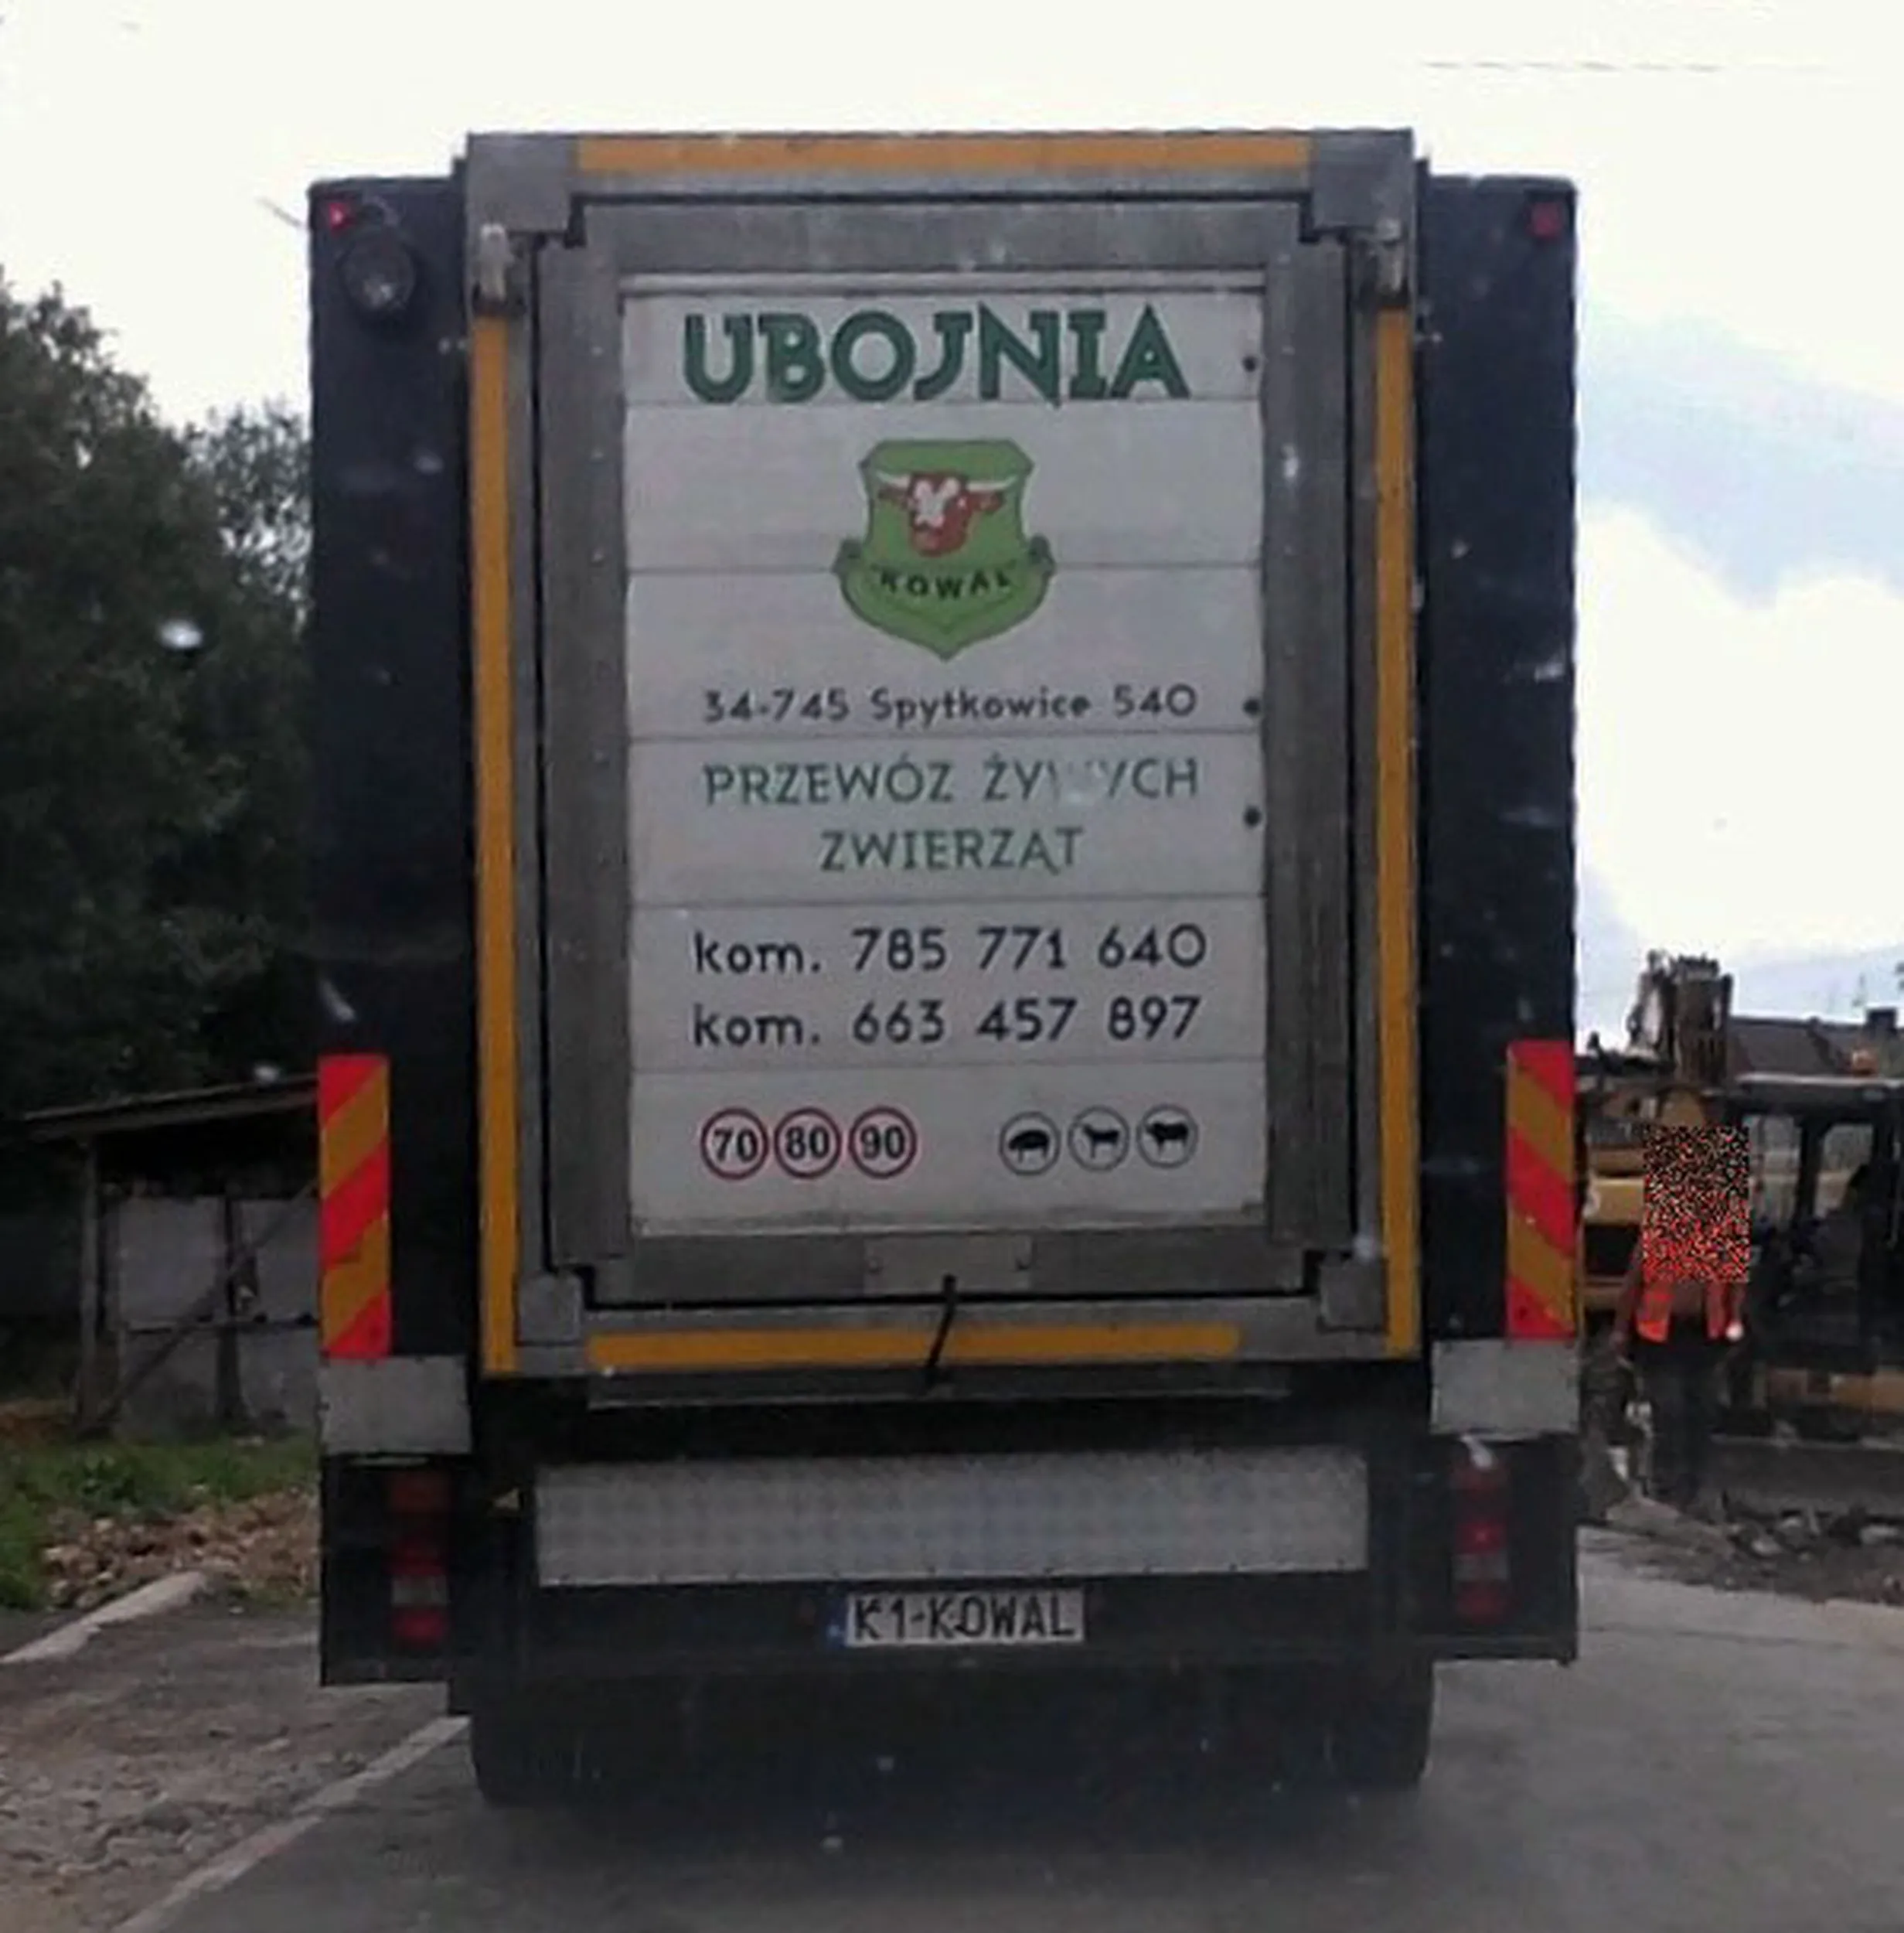 UBOJNIA
KOWAL
34-745 Spytkowice 540
PRZEWÓZ ŻYWYCH
ZWIERZĄT
kom. 785 771 640
kom. 663 457 897
70 80 90
K1-KOWAL